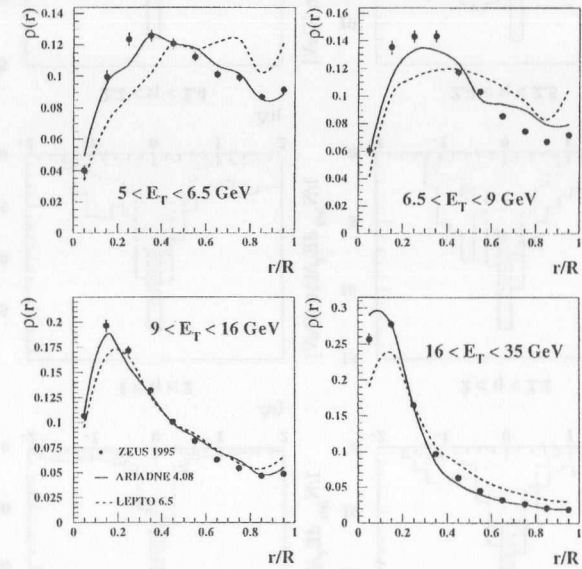 ρ(r)
0.14
0.12
0.1
0.08
0.06
0.04
0.02
0
0 0.2 0.4 0.6 0.8 1
r/R
5 < E_T < 6.5 GeV
ρ(r)
0.16
0.14
0.12
0.1
0.08
0.06
0.04
0.02
0
0 0.2 0.4 0.6 0.8 1
r/R
6.5 < E_T < 9 GeV
ρ(r)
0.2
0.175
0.15
0.125
0.1
0.075
0.05
0.025
0
0 0.2 0.4 0.6 0.8 1
r/R
9 < E_T < 16 GeV
ZEUS 1995
ARIADNE 4.08
LEPTO 6.5
ρ(r)
0.3
0.25
0.2
0.15
0.1
0.05
0
0 0.2 0.4 0.6 0.8 1
r/R
16 < E_T < 35 GeV